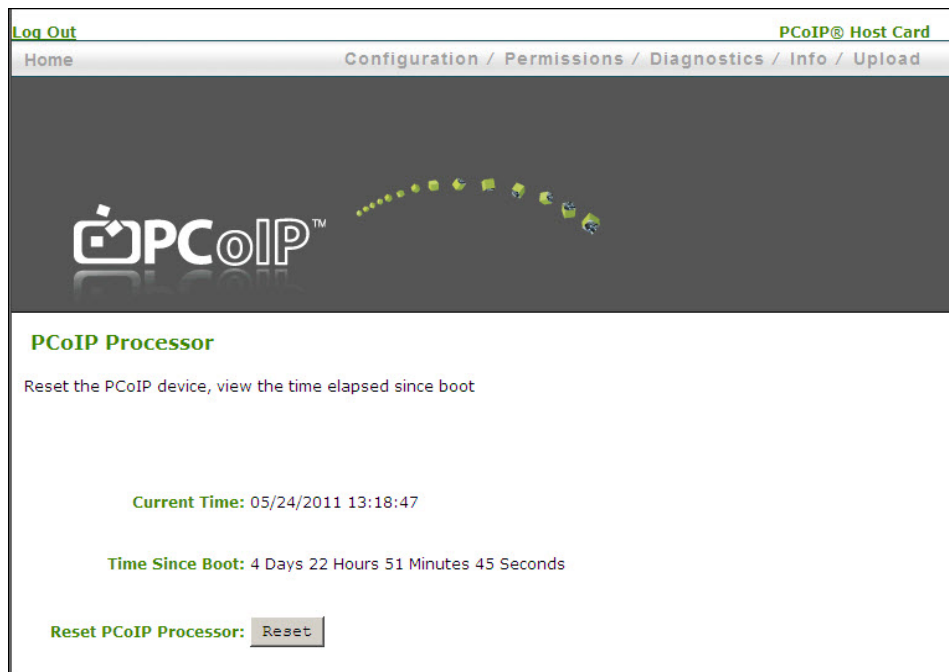 Log Out PCoIP® Host Card
Home Configuration / Permissions / Diagnostics / Info / Upload
PCoIP™
PCoIP Processor
Reset the PCoIP device, view the time elapsed since boot
Current Time: 05/24/2011 13:18:47
Time Since Boot: 4 Days 22 Hours 51 Minutes 45 Seconds
Reset PCoIP Processor: Reset